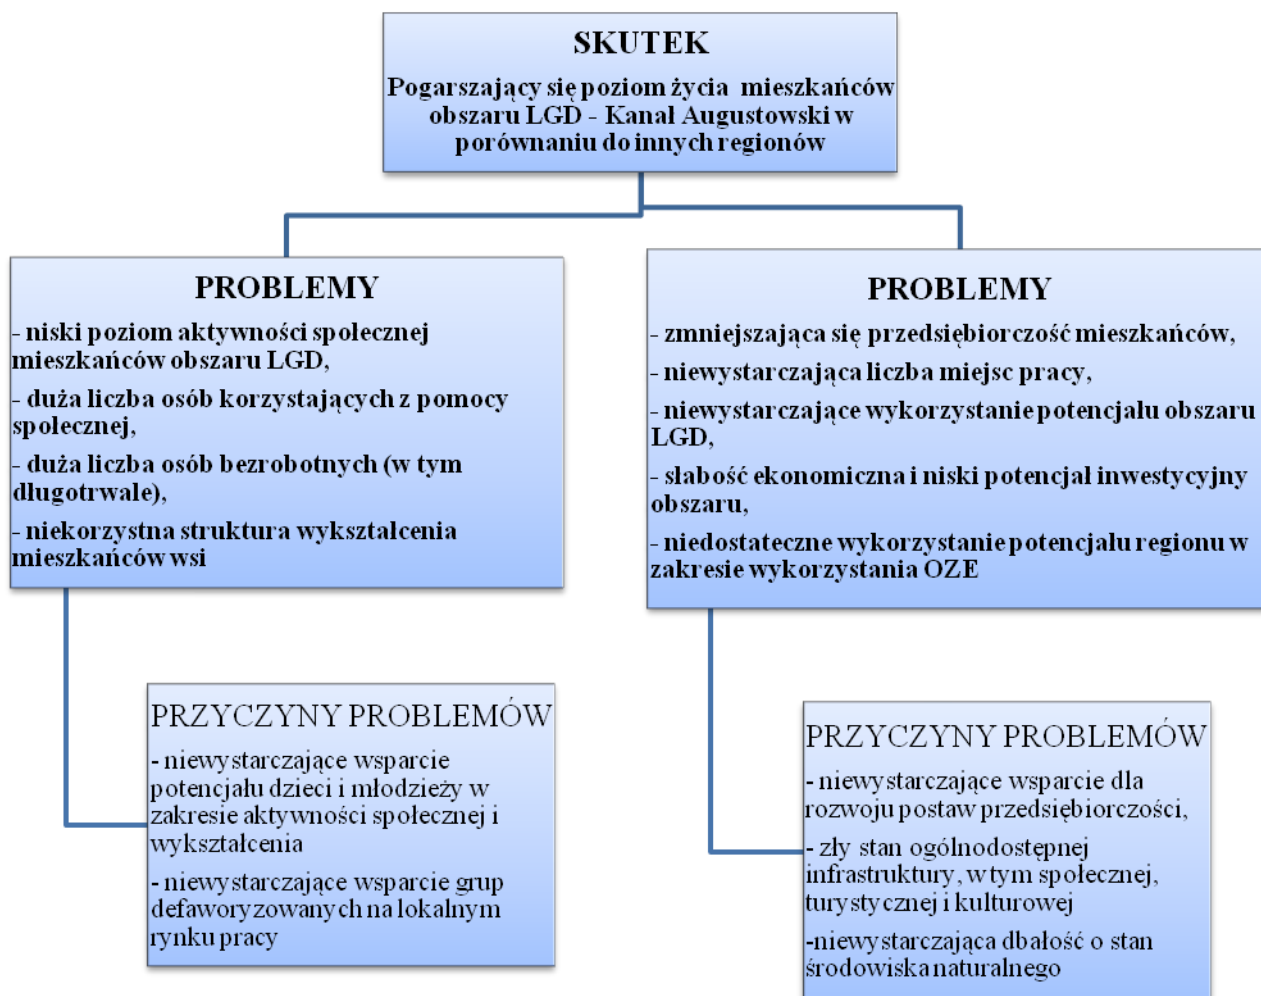 SKUTEK
Pogarszający się poziom życia mieszkańców
obszaru LGD - Kanał Augustowski w
porównaniu do innych regionów
PROBLEMY
- niski poziom aktywności społecznej
mieszkańców obszaru LGD,
- duża liczba osób korzystających z pomocy
społecznej,
- duża liczba osób bezrobotnych (w tym
długotrwale),
- niekorzystna struktura wykształcenia
mieszkańców wsi
PROBLEMY
- zmniejszająca się przedsiębiorczość mieszkańców,
- niewystarczająca liczba miejsc pracy,
- niewystarczające wykorzystanie potencjału obszaru
LGD,
- słabość ekonomiczna i niski potencjał inwestycyjny
obszaru,
- niedostateczne wykorzystanie potencjału regionu w
zakresie wykorzystania OZE
PRZYCZYNY PROBLEMÓW
- niewystarczające wsparcie
potencjału dzieci i młodzieży w
zakresie aktywności społecznej i
wykształcenia
- niewystarczające wsparcie grup
defaworyzowanych na lokalnym
rynku pracy
PRZYCZYNY PROBLEMÓW
- niewystarczające wsparcie dla
rozwoju postaw przedsiębiorczości,
- zły stan ogólnodostępnej
infrastruktury, w tym społecznej,
turystycznej i kulturowej
-niewystarczająca dbałość o stan
środowiska naturalnego